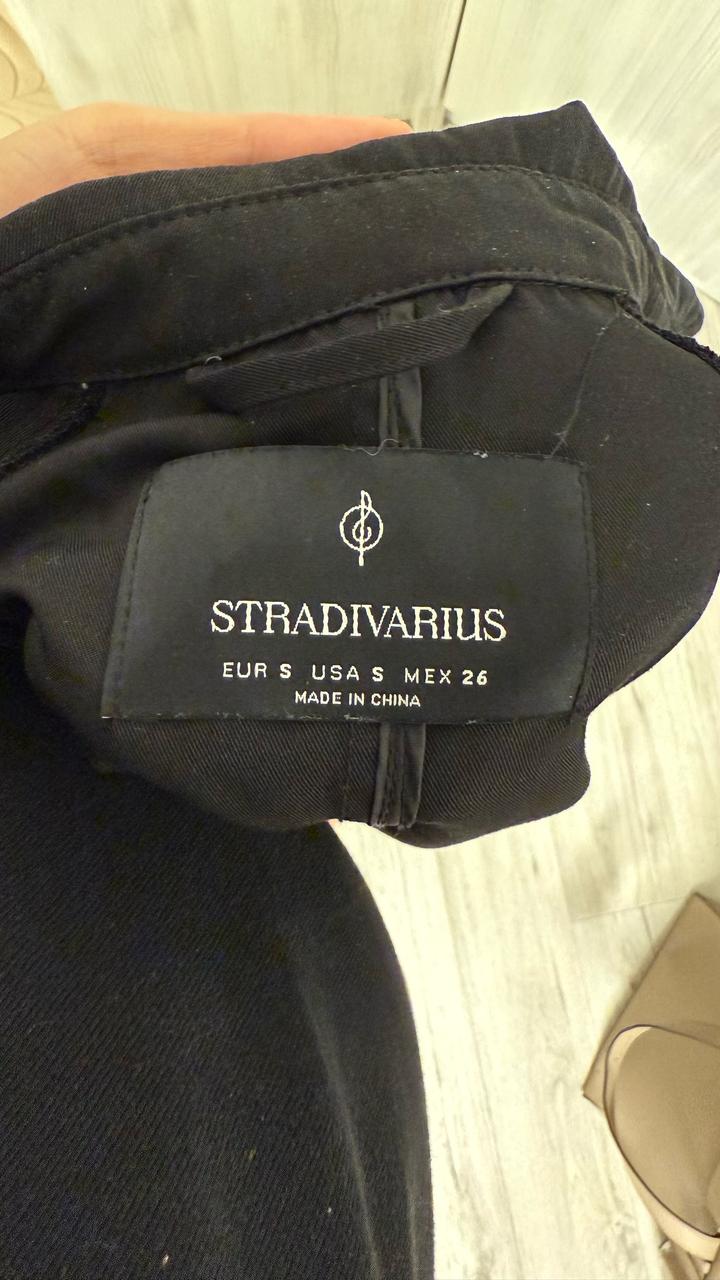 STRADIVARIUS
EUR S USA S MEX 26
MADE IN CHINA